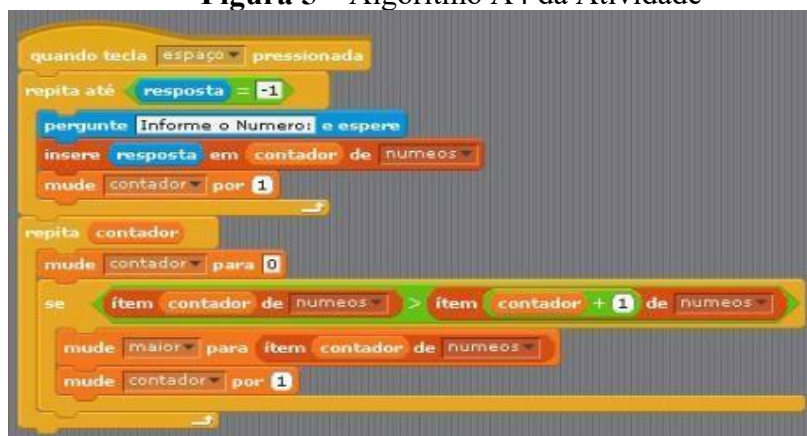 Figura 5 – Algoritmo A4 da Atividade
quando tecla espaço pressionada
repita até resposta = -1
pergunte Informe o Numero: e espere
insere resposta em contador de numeos
mude contador por 1
repita contador
mude contador para 0
se ítem contador de numeos > ítem contador + 1 de numeos
mude maior para ítem contador de numeos
mude contador por 1